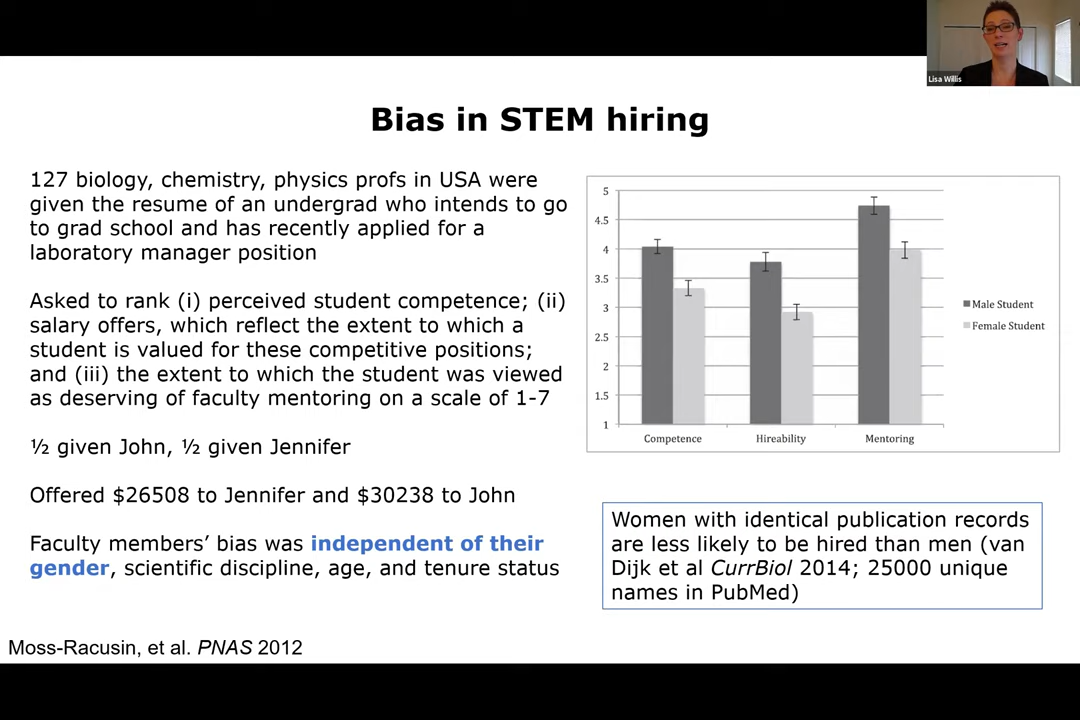 Lisa Willis
Bias in STEM hiring
127 biology, chemistry, physics profs in USA were
given the resume of an undergrad who intends to go
to grad school and has recently applied for a
laboratory manager position
Asked to rank (i) perceived student competence; (ii)
salary offers, which reflect the extent to which a
student is valued for these competitive positions;
and (iii) the extent to which the student was viewed
as deserving of faculty mentoring on a scale of 1-7
½ given John, ½ given Jennifer
Offered $26508 to Jennifer and $30238 to John
Faculty members’ bias was independent of their
gender, scientific discipline, age, and tenure status
5
4.5
4
3.5
3
2.5
2
1.5
1
Competence
Hireability
Mentoring
Male Student
Female Student
Women with identical publication records
are less likely to be hired than men (van
Dijk et al CurrBiol 2014; 25000 unique
names in PubMed)
Moss-Racusin, et al. PNAS 2012